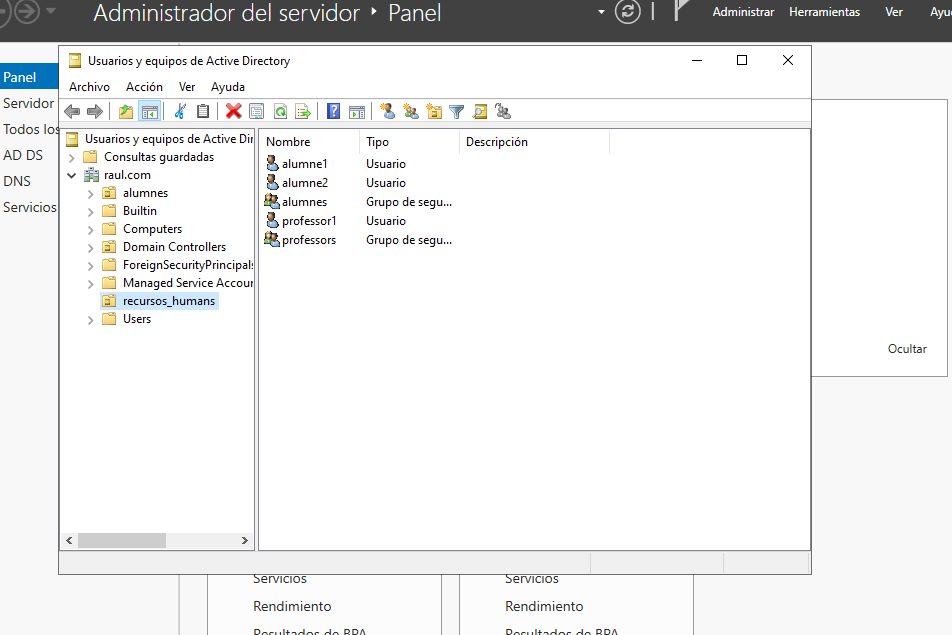 Administrador del servidor
Panel
Administrar
Herramientas
Ver
Ayu
Panel
Servidor
Todos los
AD DS
DNS
Servicios
Usuarios y equipos de Active Directory
Archivo
Acción
Ver
Ayuda
Usuarios y equipos de Active Dir
Consultas guardadas
raul.com
alumnes
Builtin
Computers
Domain Controllers
ForeignSecurityPrincipals
Managed Service Accour
recursos_humans
Users
Nombre Tipo Descripción
alumne1 Usuario
alumne2 Usuario
alumnes Grupo de segu...
professor1 Usuario
professors Grupo de segu...
Ocultar
Servicios
Rendimiento
Resultados de BPA
Servicios
Rendimiento
Resultados de BPA